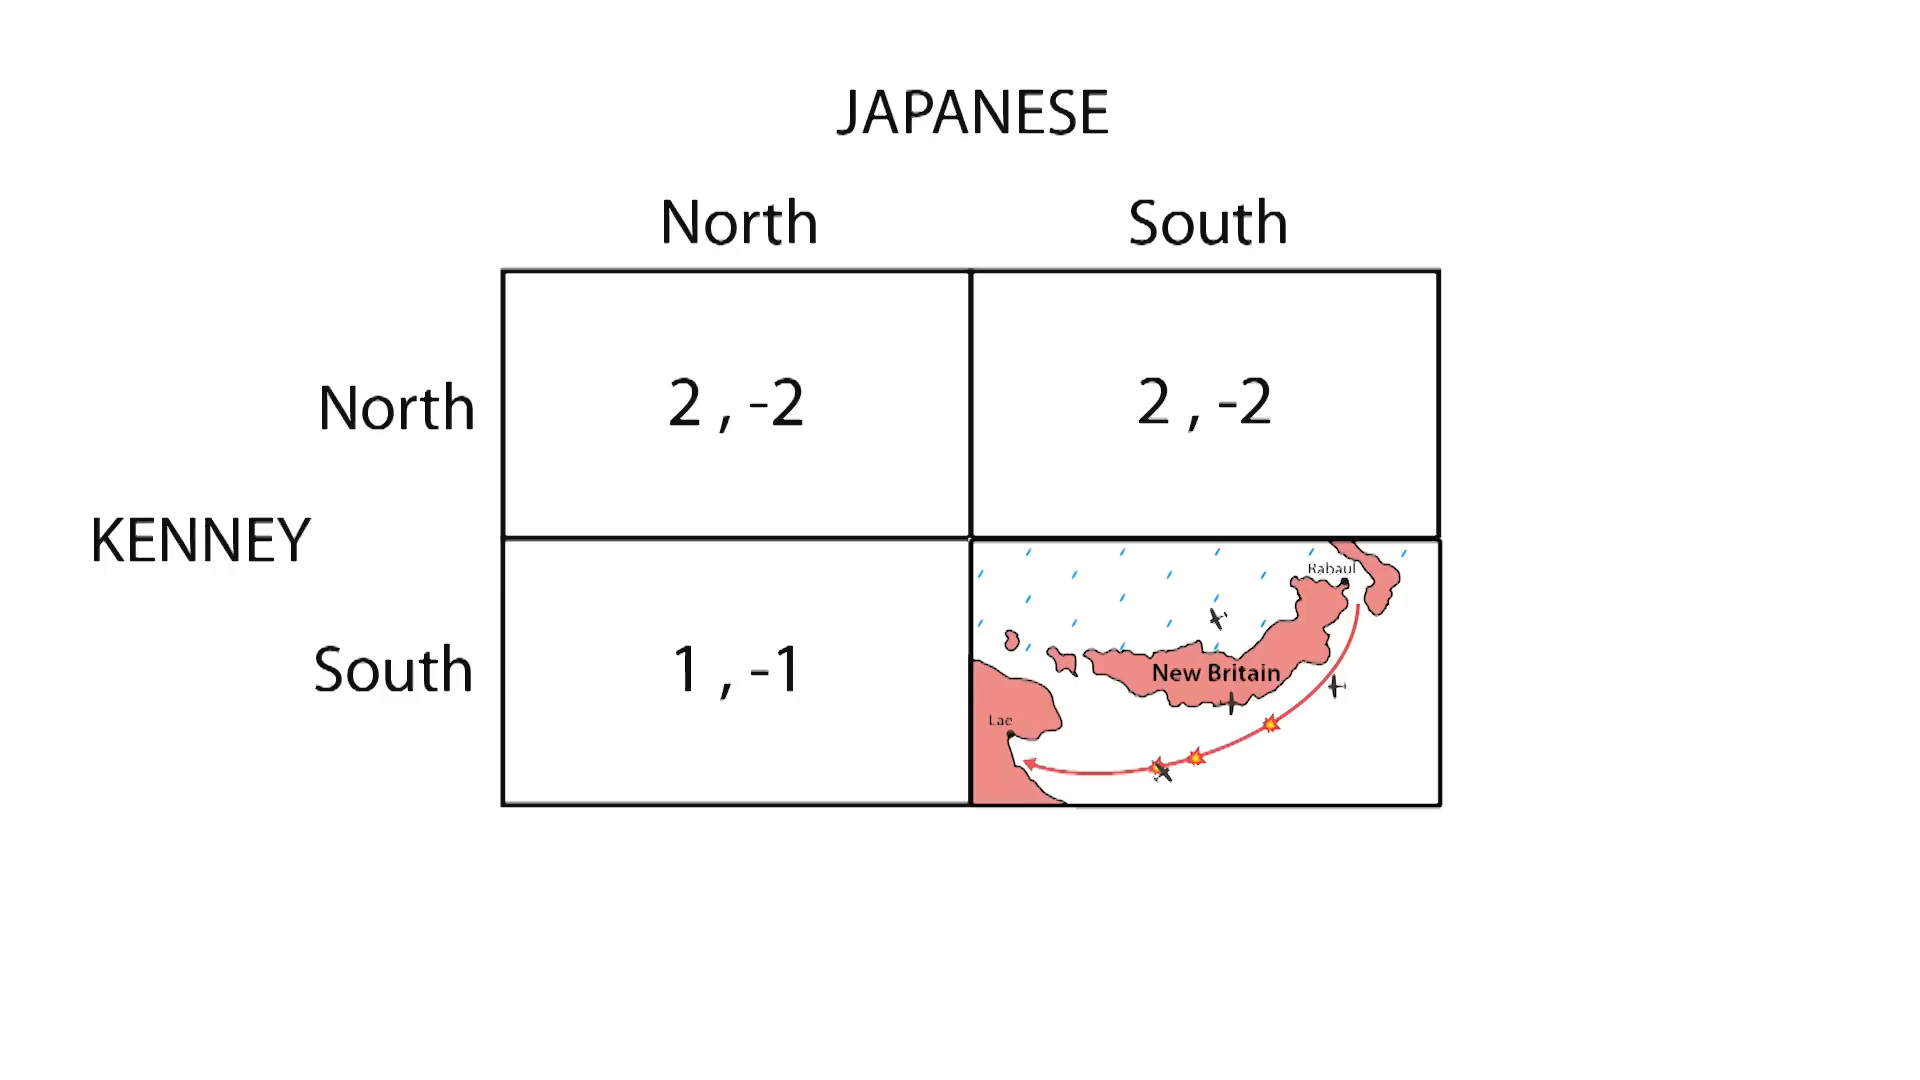 JAPANESE
North South
North 2 , -2 2 , -2
KENNEY
South 1 , -1
Rabaul
New Britain
Lae